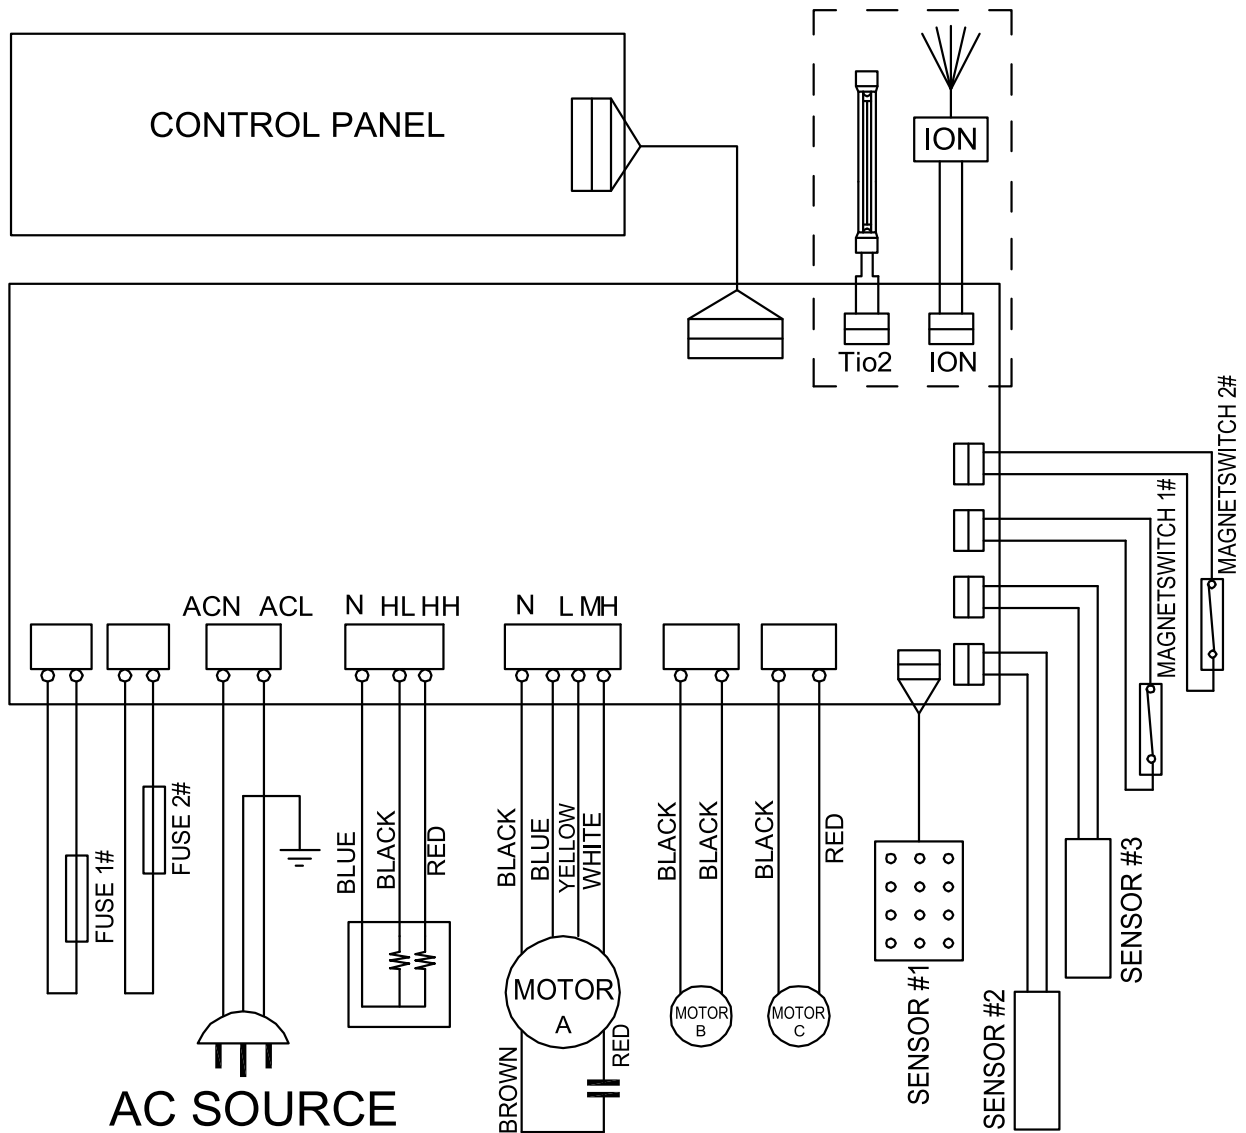 CONTROL PANEL
ION
Tio2
ION
MAGNETSWITCH 2#
MAGNETSWITCH 1#
ACN ACL
N HL HH
N L M H
FUSE 1#
FUSE 2#
BLUE
BLACK
RED
BLACK
BLUE
YELLOW
WHITE
BLACK
BLACK
BLACK
RED
SENSOR #3
MOTOR
A
MOTOR
B
MOTOR
C
SENSOR #1
SENSOR #2
BROWN
RED
AC SOURCE